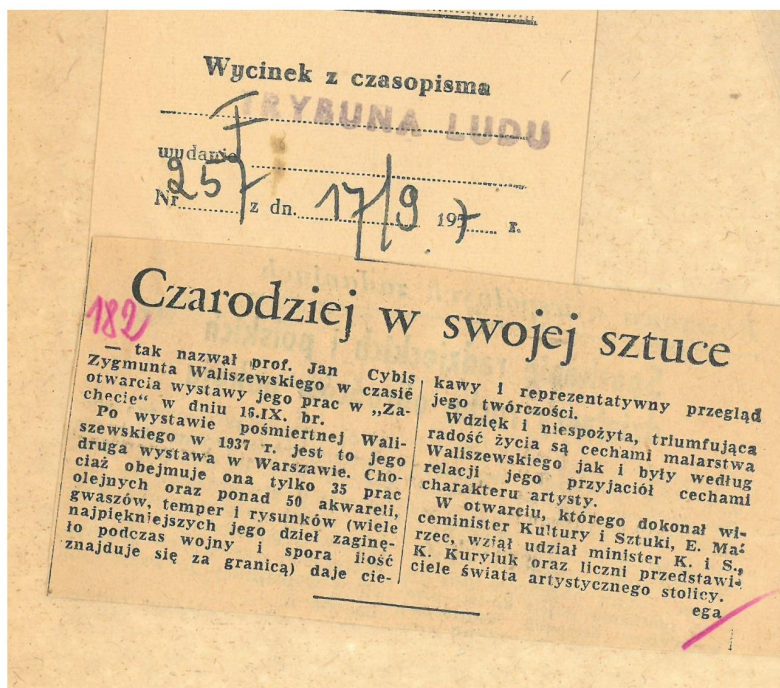 Wycinek z czasopisma
TRYBUNA LUDU
wydanie I
Nr 257 z dn. 17/9 1957 r.
Czarodziej w swojej sztuce
182
— tak nazwał prof. Jan Cybis
Zygmunta Waliszewskiego w czasie
otwarcia wystawy jego prac w „Za-
chęcie" w dniu 16.IX. br.
Po wystawie pośmiertnej Wali-
szewskiego w 1937 r. jest to jego
druga wystawa w Warszawie. Cho-
ciaż obejmuje ona tylko 35 prac
olejnych oraz ponad 50 akwareli,
gwaszów, temper i rysunków (wiele
najpiękniejszych jego dzieł zaginę-
ło podczas wojny i spora ilość
znajduje się za granicą) daje cie-
kawy i reprezentatywny przegląd
jego twórczości.
Wdzięk i niespożyta, triumfująca
radość życia są cechami malarstwa
Waliszewskiego jak i były według
relacji jego przyjaciół cechami
charakteru artysty.
W otwarciu, którego dokonał wi-
ceminister Kultury i Sztuki, E. Ma-
rzec, wziął udział minister K. i S.,
K. Kuryluk oraz liczni przedstawi-
ciele świata artystycznego stolicy.
ega